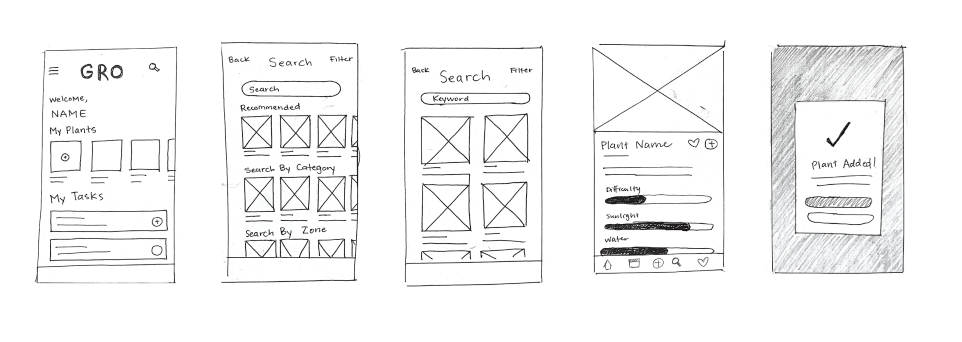 GRO
Welcome,
NAME
My Plants
My Tasks
Back Search Filter
Search
Recommended
Search By Category
Search By Zone
Back Search Filter
Keyword
Plant Name
Difficulty
Sunlight
Water
Plant Added!